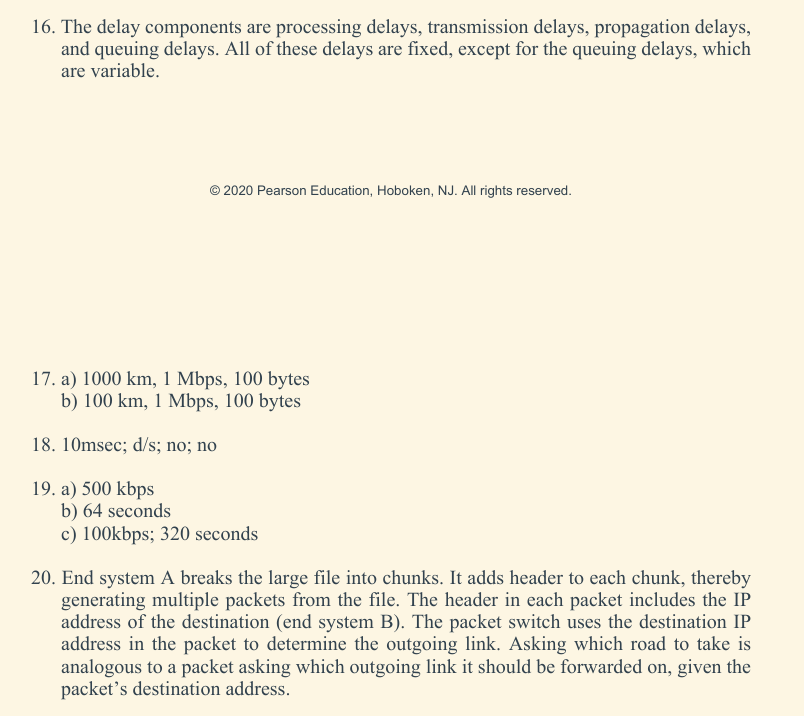 16. The delay components are processing delays, transmission delays, propagation delays,
and queuing delays. All of these delays are fixed, except for the queuing delays, which
are variable.
© 2020 Pearson Education, Hoboken, NJ. All rights reserved.
17. a) 1000 km, 1 Mbps, 100 bytes
b) 100 km, 1 Mbps, 100 bytes
18. 10msec; d/s; no; no
19. a) 500 kbps
b) 64 seconds
c) 100kbps; 320 seconds
20. End system A breaks the large file into chunks. It adds header to each chunk, thereby
generating multiple packets from the file. The header in each packet includes the IP
address of the destination (end system B). The packet switch uses the destination IP
address in the packet to determine the outgoing link. Asking which road to take is
analogous to a packet asking which outgoing link it should be forwarded on, given the
packet’s destination address.